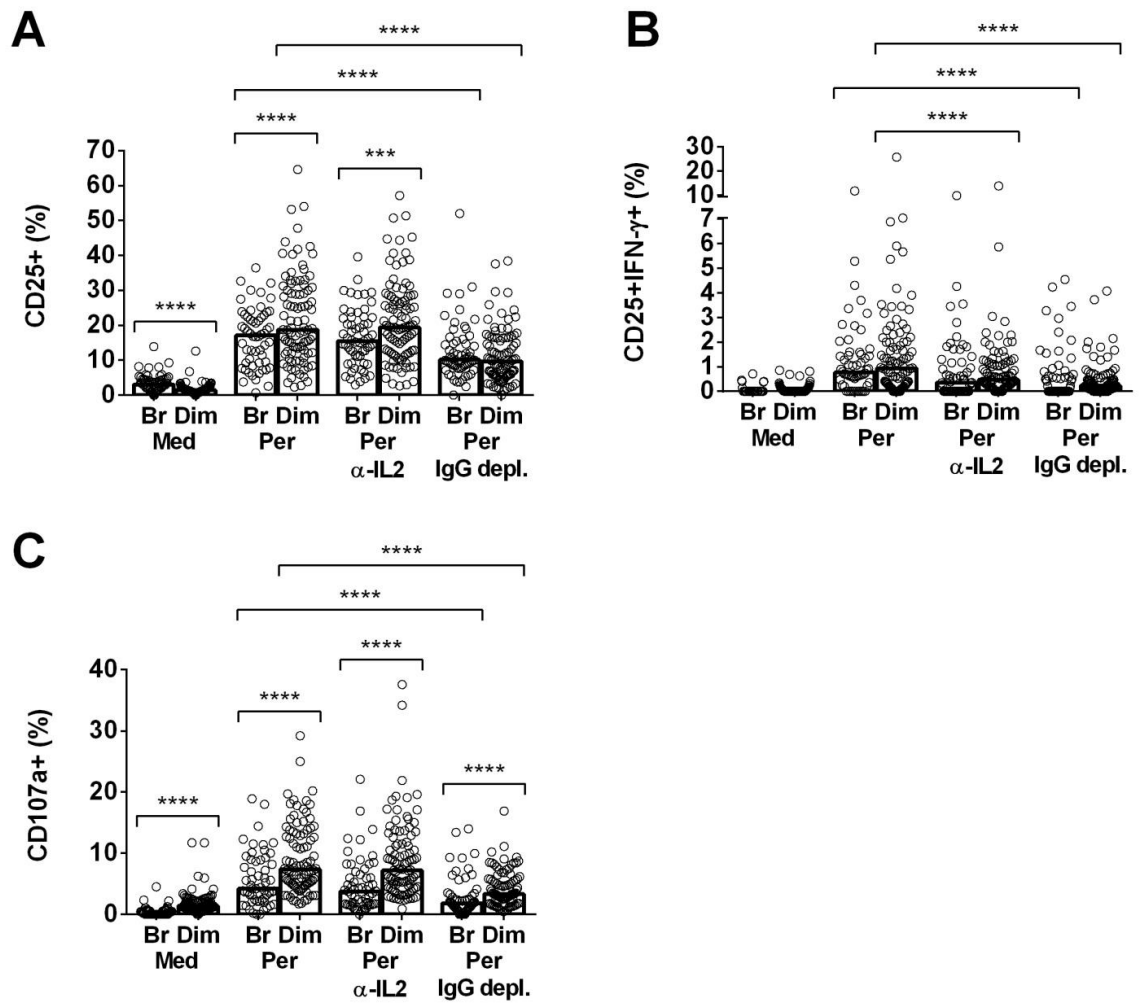 A
****
****
**** ***
****
CD25+ (%)
70
60
50
40
30
20
10
0
Br Dim Br Dim Br Dim Br Dim
Med Per Per Per
α-IL2 IgG depl.
B
****
****
****
CD25+IFN-γ+ (%)
30
20
10
7
6
5
4
3
2
1
0
Br Dim Br Dim Br Dim Br Dim
Med Per Per Per
α-IL2 IgG depl.
C
****
****
****
****
****
****
CD107a+ (%)
40
30
20
10
0
Br Dim Br Dim Br Dim Br Dim
Med Per Per Per
α-IL2 IgG depl.